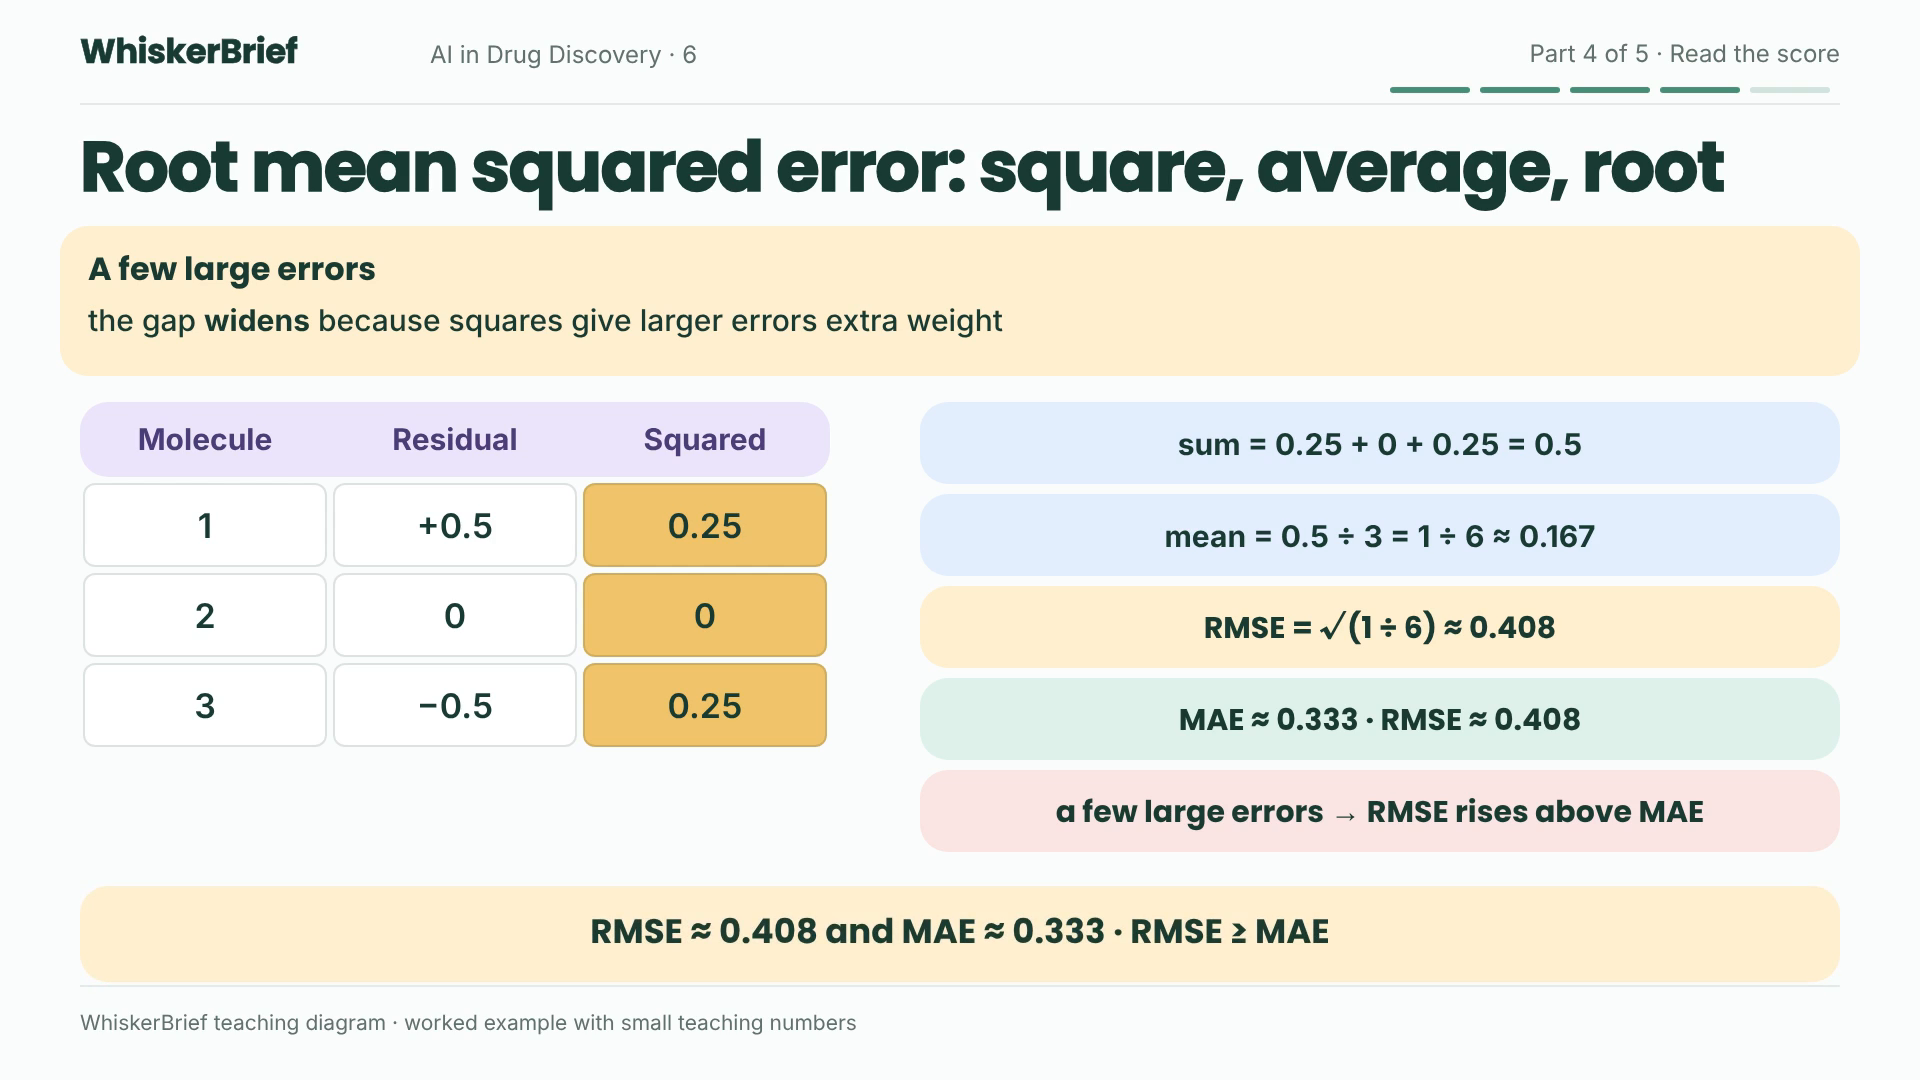 WhiskerBrief
AI in Drug Discovery · 6
Part 4 of 5 · Read the score
Root mean squared error: square, average, root
A few large errors
the gap widens because squares give larger errors extra weight
Molecule Residual Squared
1 +0.5 0.25
2 0 0
3 −0.5 0.25
sum = 0.25 + 0 + 0.25 = 0.5
mean = 0.5 ÷ 3 = 1 ÷ 6 ≈ 0.167
RMSE = √(1 ÷ 6) ≈ 0.408
MAE ≈ 0.333 · RMSE ≈ 0.408
a few large errors → RMSE rises above MAE
RMSE ≈ 0.408 and MAE ≈ 0.333 · RMSE ≥ MAE
WhiskerBrief teaching diagram · worked example with small teaching numbers